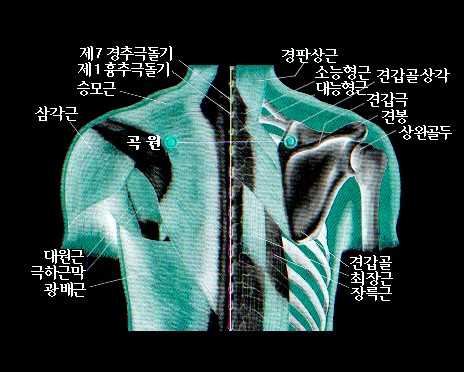 제7 경추극돌기
제1 흉추극돌기
승모근
삼각근
곡 원
대원근
극하근막
광배근
경판상근
소능형근
대능형근
견갑골상각
견갑극
견봉
상완골두
견갑골
최장근
장륵근